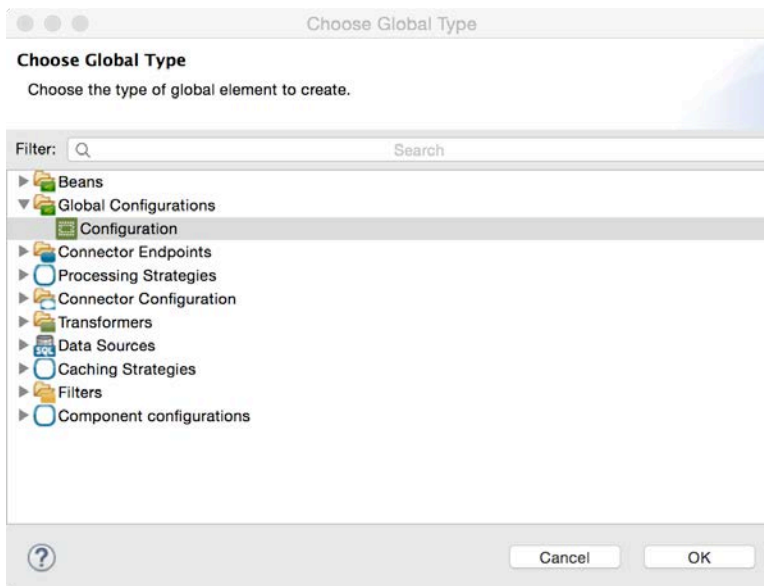 Choose Global Type
Choose Global Type
Choose the type of global element to create.
Filter: Search
Beans
Global Configurations
Configuration
Connector Endpoints
Processing Strategies
Connector Configuration
Transformers
SQL Data Sources
Caching Strategies
Filters
Component configurations
? Cancel OK